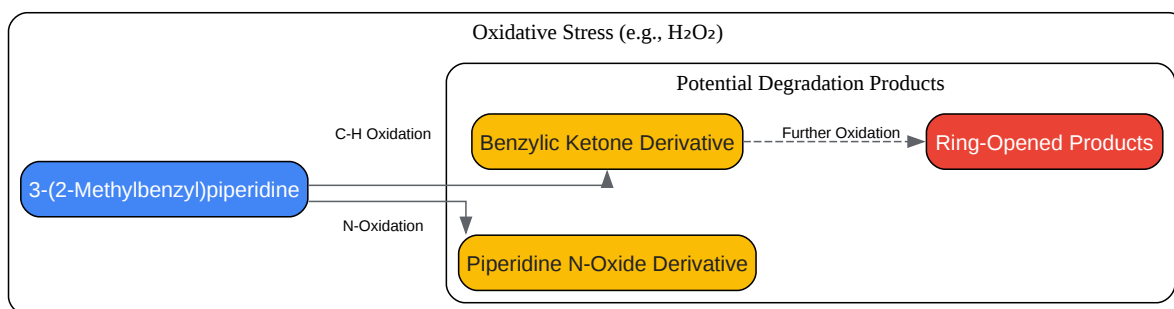 Oxidative Stress (e.g., H₂O₂)
Potential Degradation Products
C-H Oxidation
Benzylic Ketone Derivative
Further Oxidation
Ring-Opened Products
3-(2-Methylbenzyl)piperidine
N-Oxidation
Piperidine N-Oxide Derivative